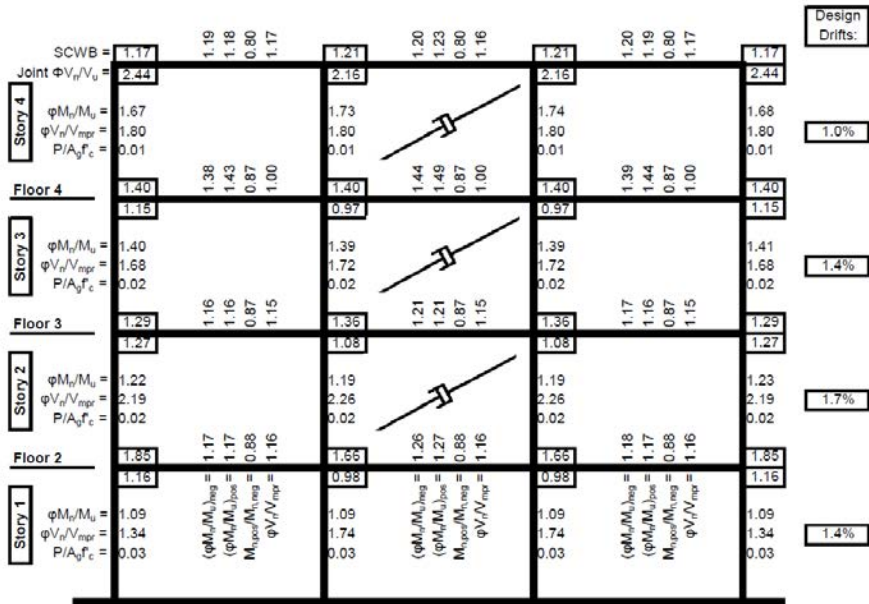 Design Drifts:
1.19 1.18 0.80 1.17 1.20 1.23 0.80 1.16 1.20 1.19 0.80 1.17
SCWB = 1.17 1.21 1.21 1.17
Joint ΦVn/Vu = 2.44 2.16 2.16 2.44
Story 4
φMn/Mu = 1.67 1.73 1.74 1.68
φVn/Vmpr = 1.80 1.80 1.80 1.80
1.0%
P/Agf'c = 0.01 0.01 0.01 0.01
1.38 1.43 0.87 1.00 1.44 1.49 0.87 1.00 1.39 1.44 0.87 1.00
Floor 4 1.40 1.40 1.40 1.40
1.15 0.97 0.97 1.15
Story 3
φMn/Mu = 1.40 1.39 1.39 1.41
φVn/Vmpr = 1.68 1.72 1.72 1.68
1.4%
P/Agf'c = 0.02 0.02 0.02 0.02
1.16 1.16 0.87 1.15 1.21 1.21 0.87 1.15 1.17 1.16 0.87 1.15
Floor 3 1.29 1.36 1.36 1.29
1.27 1.08 1.08 1.27
Story 2
φMn/Mu = 1.22 1.19 1.19 1.23
φVn/Vmpr = 2.19 2.26 2.26 2.19
1.7%
P/Agf'c = 0.02 0.02 0.02 0.02
1.17 1.17 0.88 1.16 1.26 1.27 0.88 1.16 1.18 1.17 0.88 1.16
Floor 2 1.85 1.66 1.66 1.85
1.16 0.98 0.98 1.16
(φMn/Mu)neg = (φMn/Mu)pos = Mn,pos/Mn,neg = φVn/Vmpr = (φMn/Mu)neg = (φMn/Mu)pos = Mn,pos/Mn,neg = φVn/Vmpr = (φMn/Mu)neg = (φMn/Mu)pos = Mn,pos/Mn,neg = φVn/Vmpr =
Story 1
φMn/Mu = 1.09 1.09 1.09 1.09
φVn/Vmpr = 1.34 1.74 1.74 1.34
1.4%
P/Agf'c = 0.03 0.03 0.03 0.03